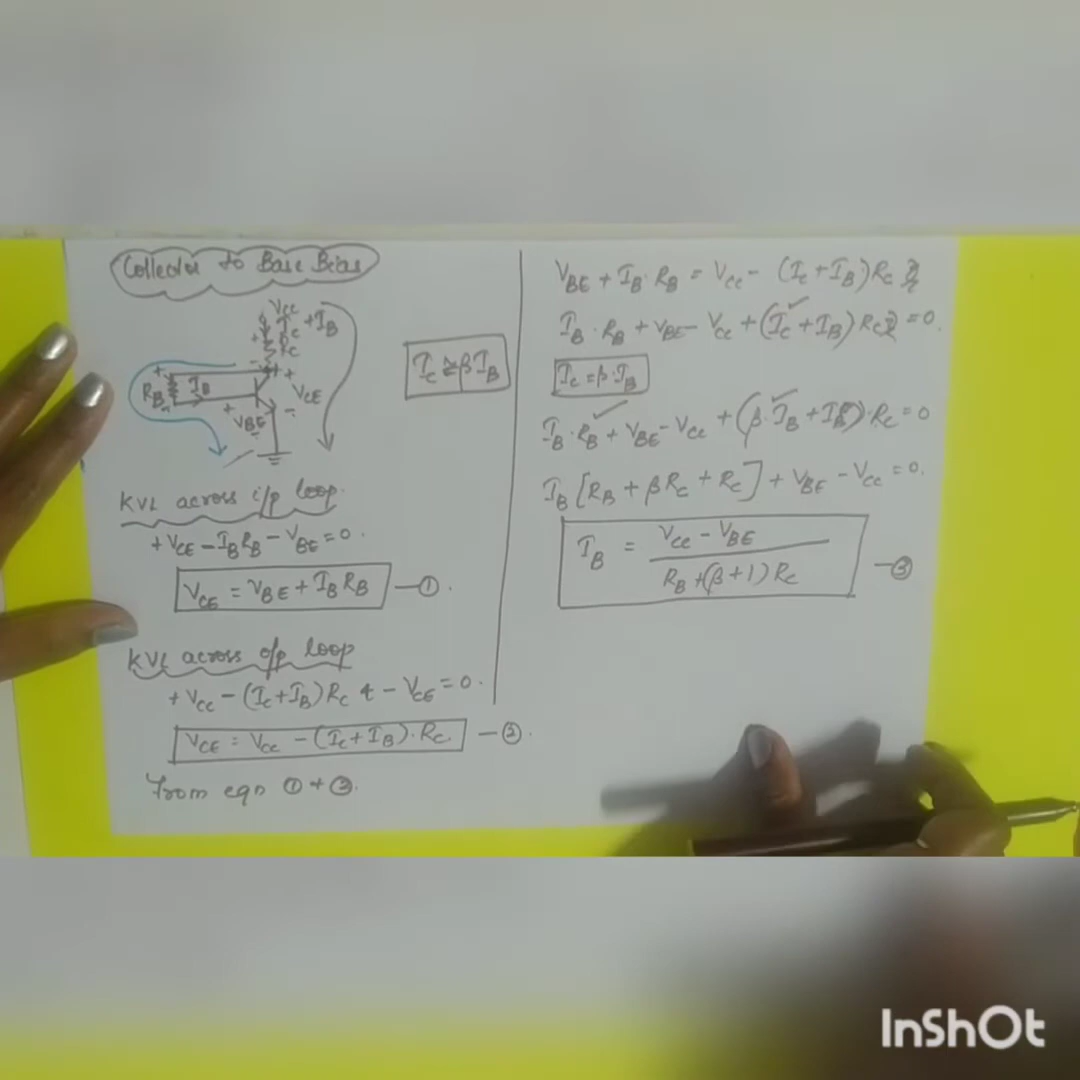 Collector to Base Bias
VCC
IC + IB
RC
RB
IB
VCE
VBE
IC ≅ βIB
KVL across i/p loop.
+VCE - IB RB - VBE = 0.
VCE = VBE + IB RB — ①.
KVL across o/p loop
+VCC - (IC + IB) RC - VCE = 0.
VCE = VCC - (IC + IB) · RC. — ②.
From eqn ① + ②.
VBE + IB · RB = VCC - (IC + IB) RC
IB · RB + VBE - VCC + (IC + IB) RC = 0.
IC = β · IB
IB · RB + VBE - VCC + (β · IB + IB) · RC = 0
IB [RB + βRC + RC] + VBE - VCC = 0.
IB = VCC - VBE / RB + (β + 1) RC — ③
InShOt